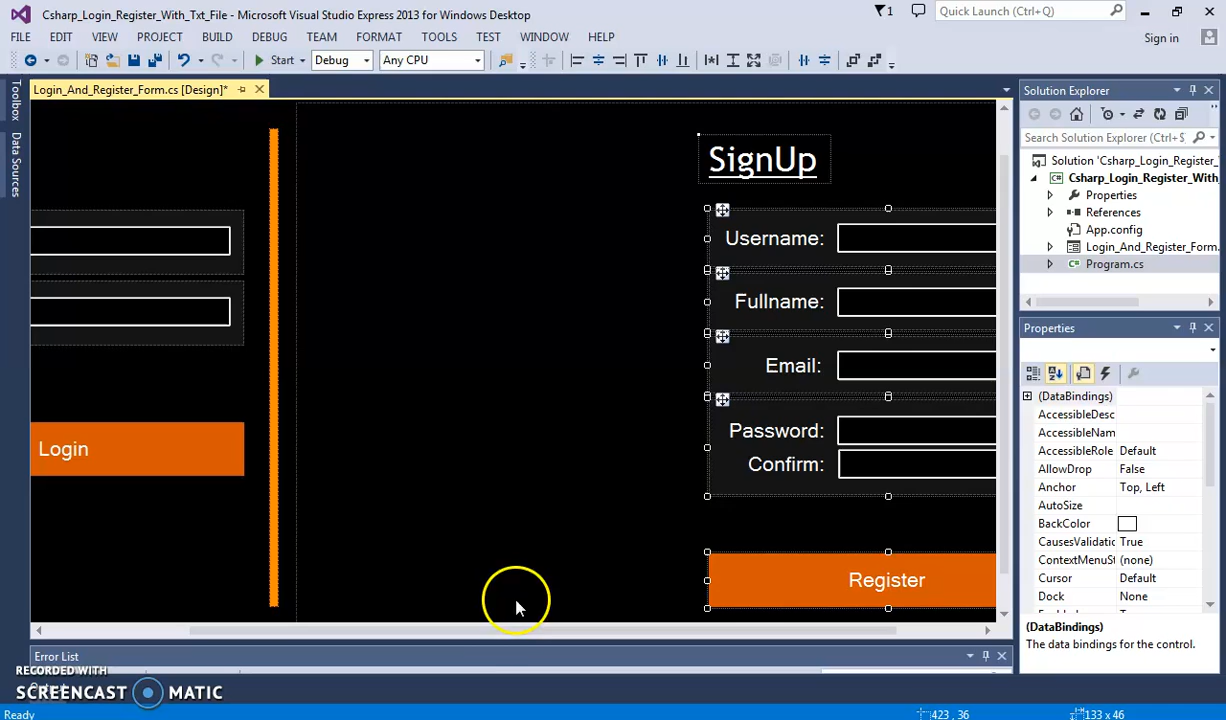 Csharp_Login_Register_With_Txt_File - Microsoft Visual Studio Express 2013 for Windows Desktop
1
Quick Launch (Ctrl+Q)
FILE EDIT VIEW PROJECT BUILD DEBUG TEAM FORMAT TOOLS TEST WINDOW HELP
Sign in
Start Debug Any CPU
Toolbox
Data Sources
Login_And_Register_Form.cs [Design]*
SignUp
Username:
Fullname:
Email:
Password:
Confirm:
Login
Register
Solution Explorer
Search Solution Explorer (Ctrl+$
Solution 'Csharp_Login_Register_
Csharp_Login_Register_With_
Properties
References
App.config
Login_And_Register_Form.
Program.cs
Properties
(DataBindings)
AccessibleDesc
AccessibleNam
AccessibleRole Default
AllowDrop False
Anchor Top, Left
AutoSize
BackColor
CausesValidatic True
ContextMenuS (none)
Cursor Default
Dock None
(DataBindings)
The data bindings for the control.
Error List
RECORDED WITH
SCREENCAST MATIC
Ready
423 , 36
133 x 46